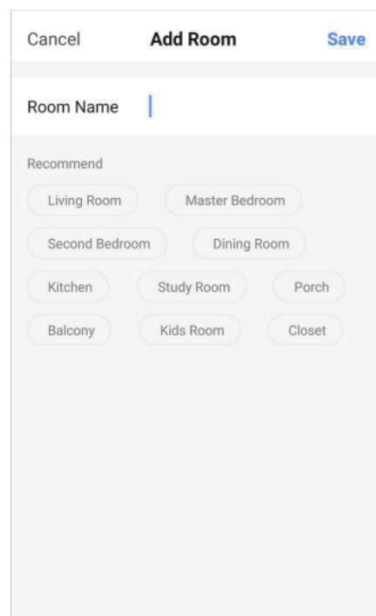 Cancel Add Room Save
Room Name
Recommend
Living Room Master Bedroom
Second Bedroom Dining Room
Kitchen Study Room Porch
Balcony Kids Room Closet